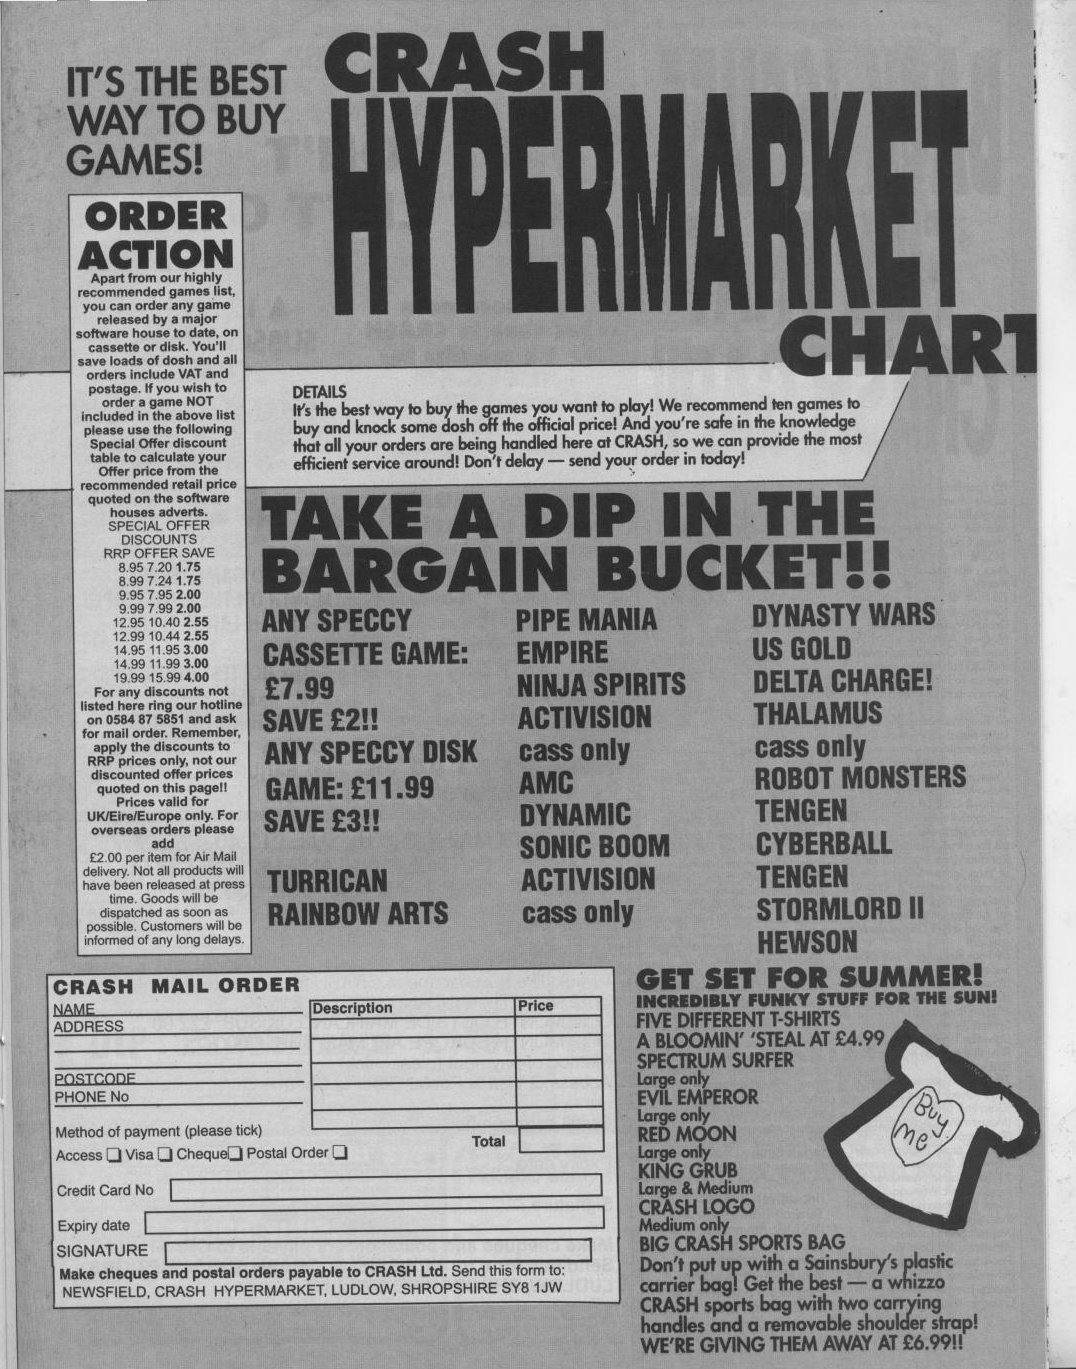 IT'S THE BEST
WAY TO BUY
GAMES!
CRASH
HYPERMARKET
CHART
ORDER
ACTION
Apart from our highly
recommended games list,
you can order any game
released by a major
software house to date, on
cassette or disk. You'll
save loads of dosh and all
orders include VAT and
postage. If you wish to
order a game NOT
included in the above list
please use the following
Special Offer discount
table to calculate your
Offer price from the
recommended retail price
quoted on the software
houses adverts.
SPECIAL OFFER
DISCOUNTS
RRP OFFER SAVE
8.95 7.20 1.75
8.99 7.24 1.75
9.95 7.95 2.00
9.99 7.99 2.00
12.95 10.40 2.55
12.99 10.44 2.55
14.95 11.95 3.00
14.99 11.99 3.00
19.99 15.99 4.00
For any discounts not
listed here ring our hotline
on 0584 87 5851 and ask
for mail order. Remember,
apply the discounts to
RRP prices only, not our
discounted offer prices
quoted on this page!!
Prices valid for
UK/Eire/Europe only. For
overseas orders please
add
£2.00 per item for Air Mail
delivery. Not all products will
have been released at press
time. Goods will be
dispatched as soon as
possible. Customers will be
informed of any long delays.
DETAILS
It's the best way to buy the games you want to play! We recommend ten games to
buy and knock some dosh off the official price! And you're safe in the knowledge
that all your orders are being handled here at CRASH, so we can provide the most
efficient service around! Don't delay — send your order in today!
TAKE A DIP IN THE
BARGAIN BUCKET!!
ANY SPECCY
CASSETTE GAME:
£7.99
SAVE £2!!
ANY SPECCY DISK
GAME: £11.99
SAVE £3!!
TURRICAN
RAINBOW ARTS
PIPE MANIA
EMPIRE
NINJA SPIRITS
ACTIVISION
cass only
AMC
DYNAMIC
SONIC BOOM
ACTIVISION
cass only
DYNASTY WARS
US GOLD
DELTA CHARGE!
THALAMUS
cass only
ROBOT MONSTERS
TENGEN
CYBERBALL
TENGEN
STORMLORD II
HEWSON
CRASH MAIL ORDER
NAME
ADDRESS
POSTCODE
PHONE No
Description
Price
Method of payment (please tick)
Total
Access Visa Cheque Postal Order
Credit Card No
Expiry date
SIGNATURE
Make cheques and postal orders payable to CRASH Ltd. Send this form to:
NEWSFIELD, CRASH HYPERMARKET, LUDLOW, SHROPSHIRE SY8 1JW
GET SET FOR SUMMER!
INCREDIBLY FUNKY STUFF FOR THE SUN!
FIVE DIFFERENT T-SHIRTS
A BLOOMIN' 'STEAL AT £4.99
SPECTRUM SURFER
Large only
EVIL EMPEROR
Large only
RED MOON
Large only
KING GRUB
Large & Medium
CRASH LOGO
Medium only
BIG CRASH SPORTS BAG
Don't put up with a Sainsbury's plastic
carrier bag! Get the best — a whizzo
CRASH sports bag with two carrying
handles and a removable shoulder strap!
WE'RE GIVING THEM AWAY AT £6.99!!
Buy
me